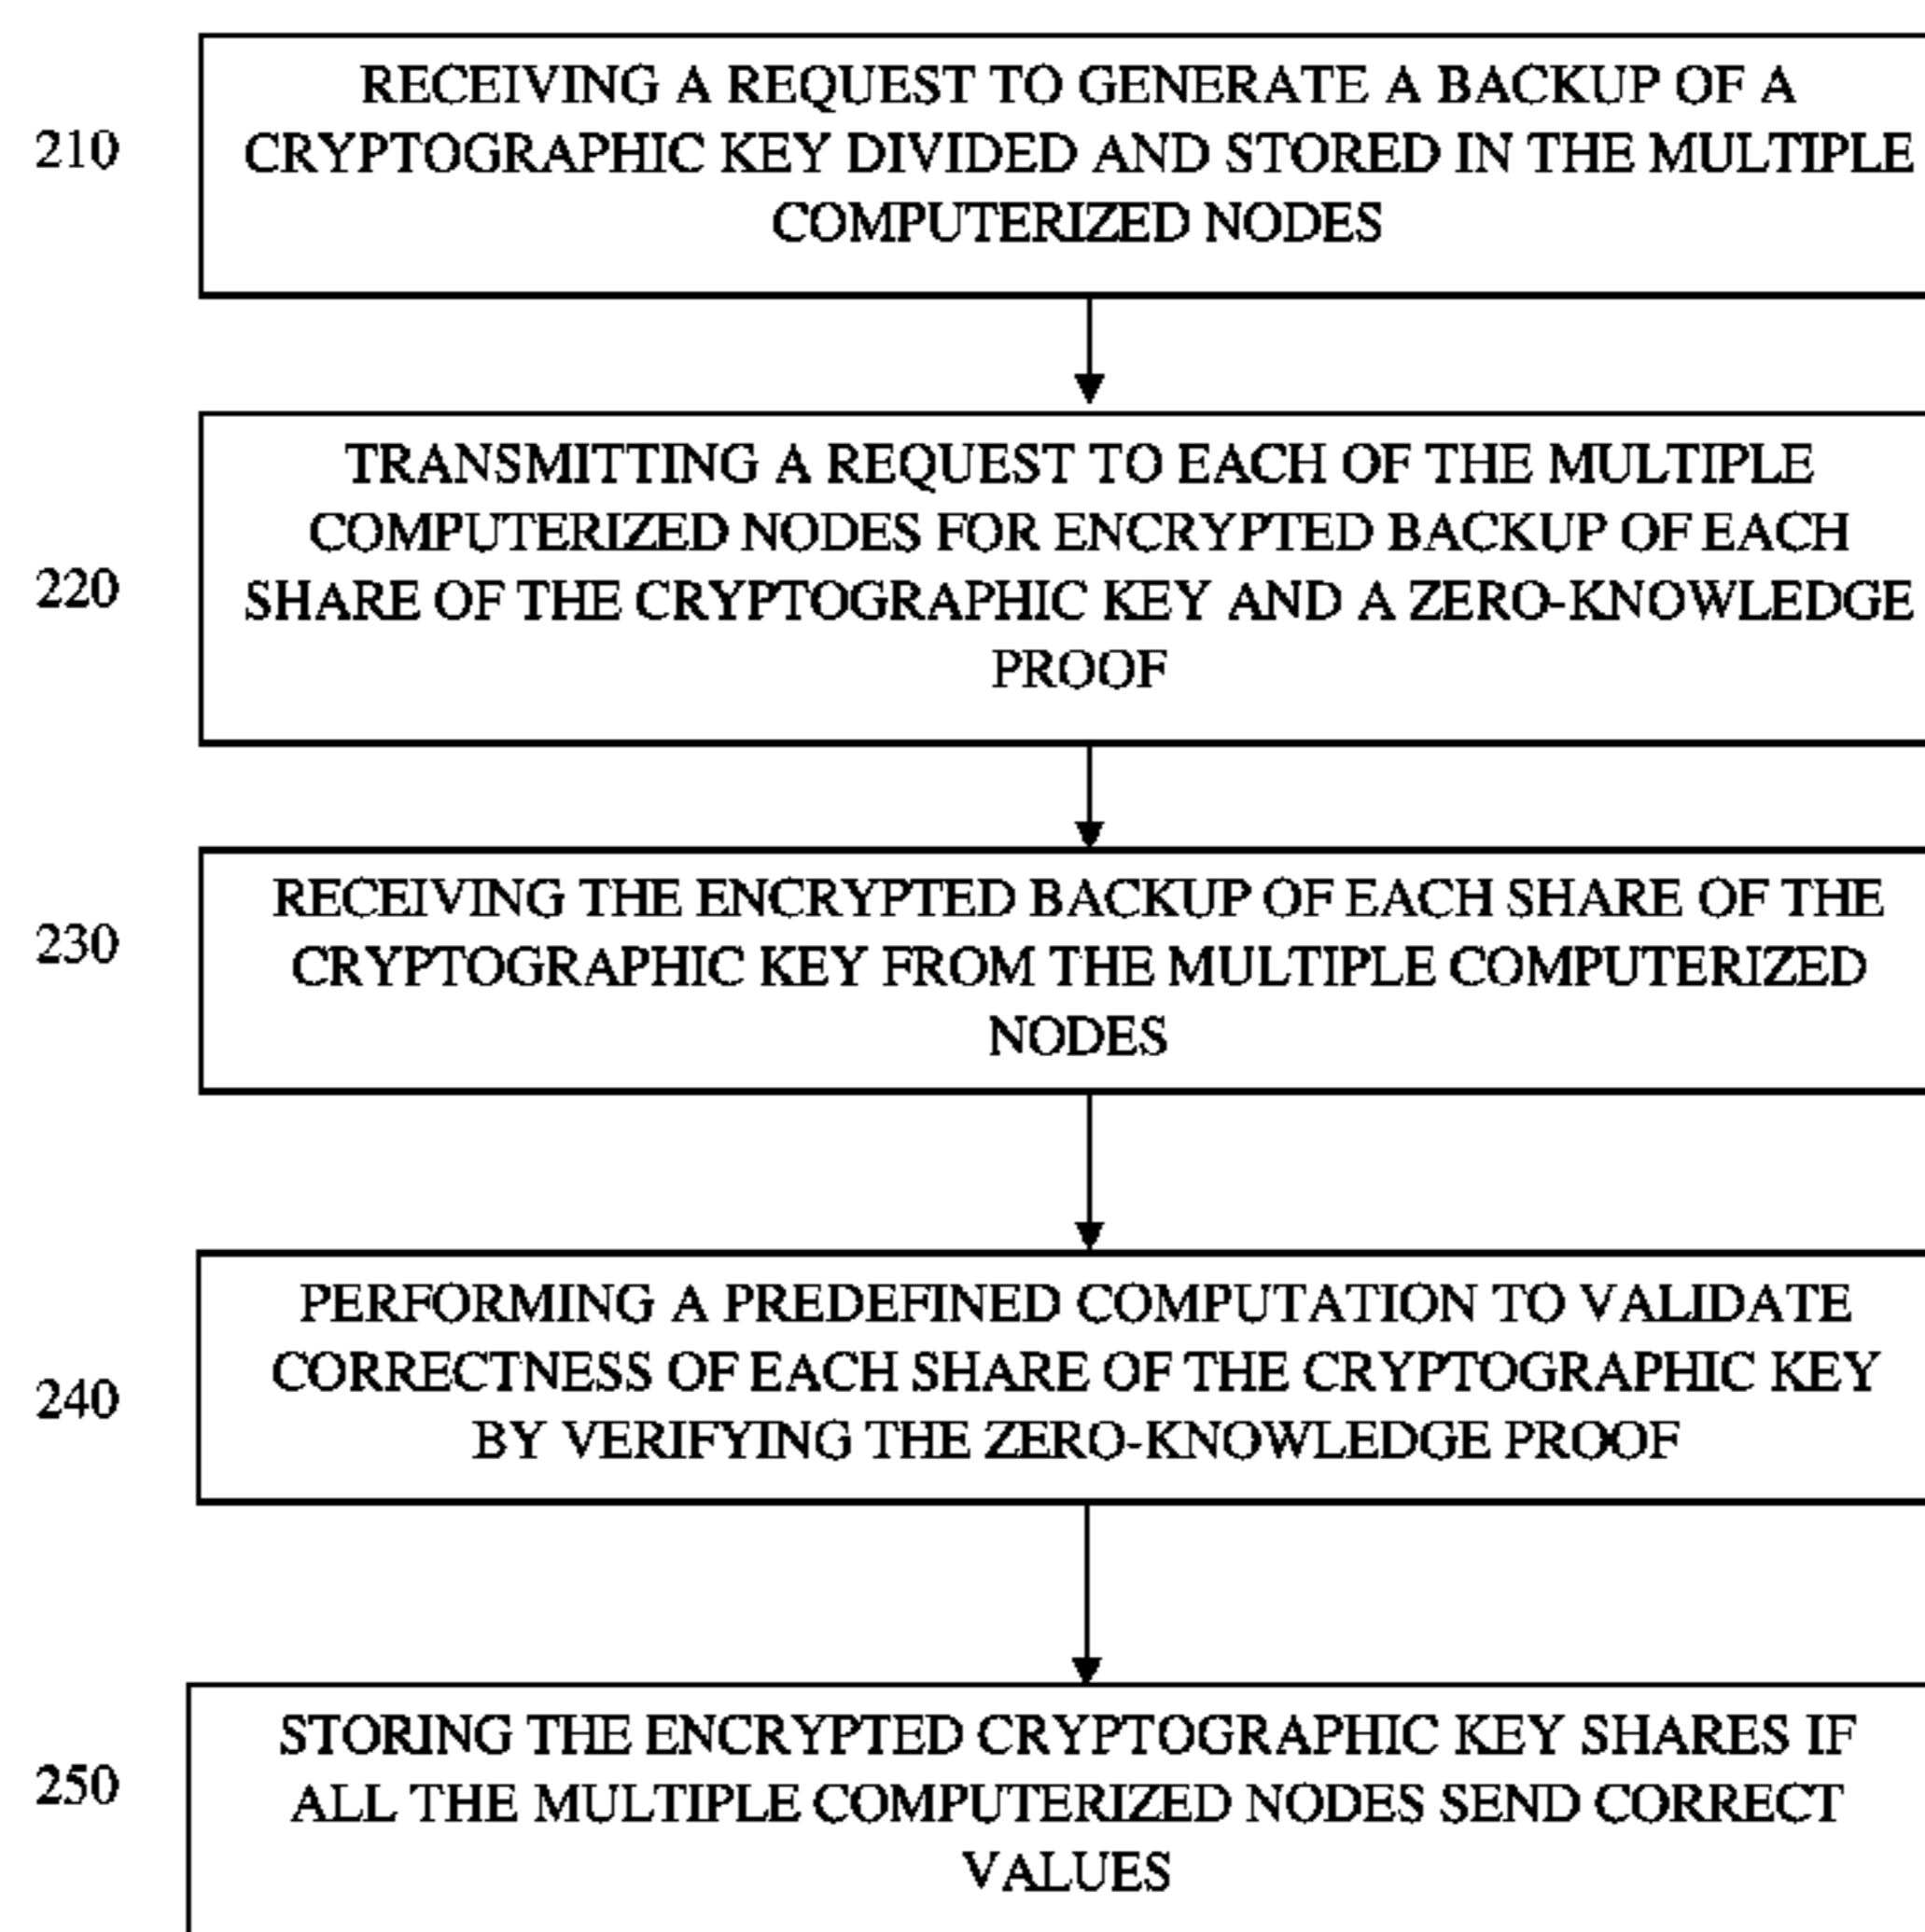 RECEIVING A REQUEST TO GENERATE A BACKUP OF A
210
CRYPTOGRAPHIC KEY DIVIDED AND STORED IN THE MULTIPLE
COMPUTERIZED NODES
TRANSMITTING A REQUEST TO EACH OF THE MULTIPLE
COMPUTERIZED NODES FOR ENCRYPTED BACKUP OF EACH
220
SHARE OF THE CRYPTOGRAPHIC KEY AND A ZERO-KNOWLEDGE
PROOF
RECEIVING THE ENCRYPTED BACKUP OF EACH SHARE OF THE
230
CRYPTOGRAPHIC KEY FROM THE MULTIPLE COMPUTERIZED
NODES
PERFORMING A PREDEFINED COMPUTATION TO VALIDATE
CORRECTNESS OF EACH SHARE OF THE CRYPTOGRAPHIC KEY
240
BY VERIFYING THE ZERO-KNOWLEDGE PROOF
STORING THE ENCRYPTED CRYPTOGRAPHIC KEY SHARES IF
250
ALL THE MULTIPLE COMPUTERIZED NODES SEND CORRECT
VALUES